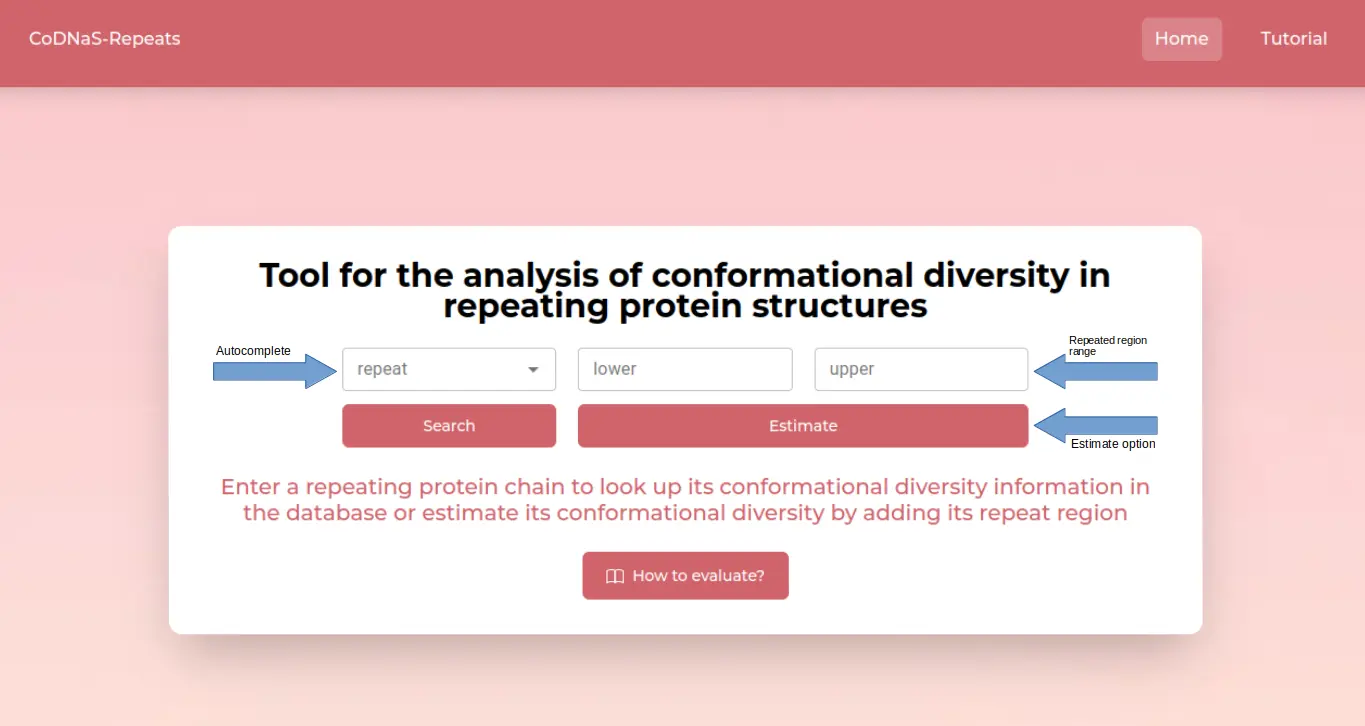 CoDNaS-Repeats
Home
Tutorial
Tool for the analysis of conformational diversity in
repeating protein structures
Autocomplete
repeat
lower
upper
Repeated region
range
Search
Estimate
Estimate option
Enter a repeating protein chain to look up its conformational diversity information in
the database or estimate its conformational diversity by adding its repeat region
How to evaluate?